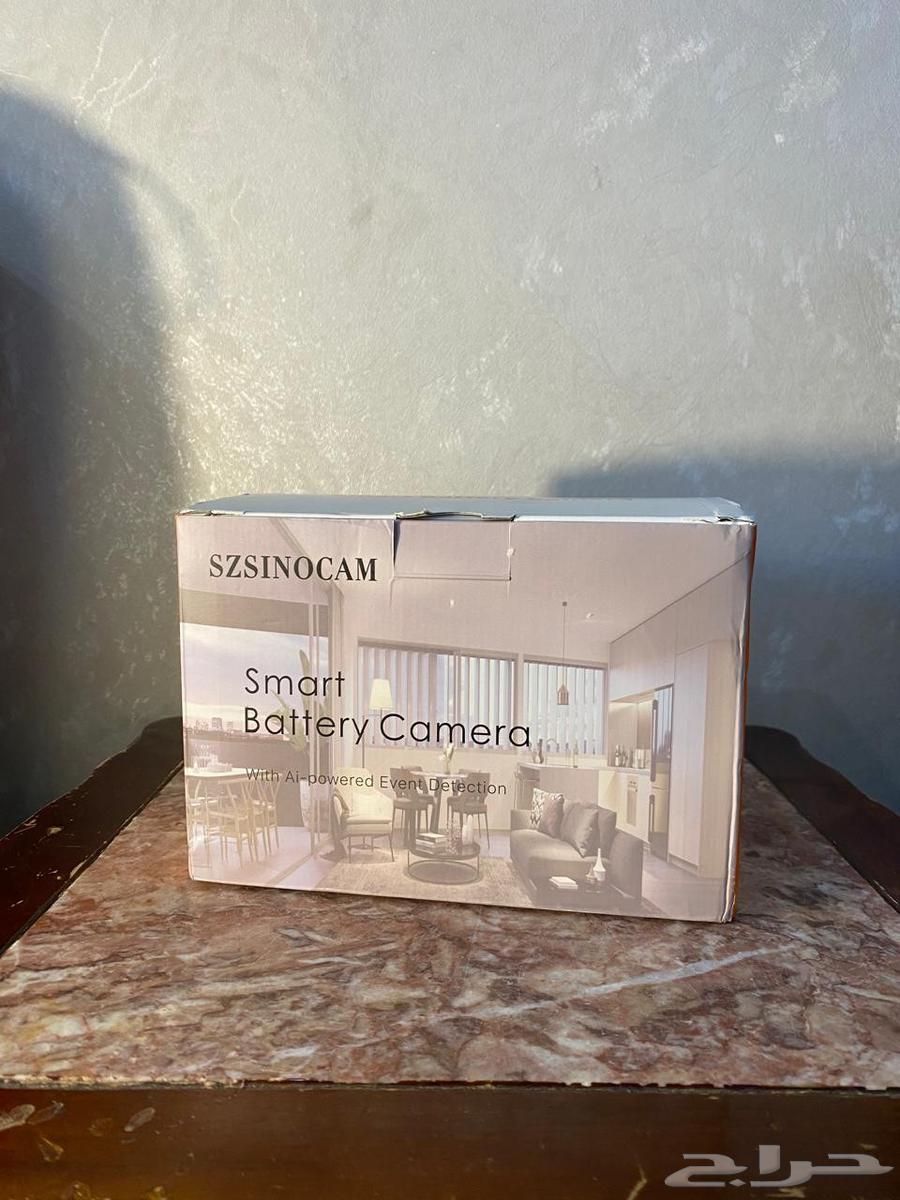 SZSINOCAM
Smart
Battery Camera
With Ai-powered Event Detection
حراج